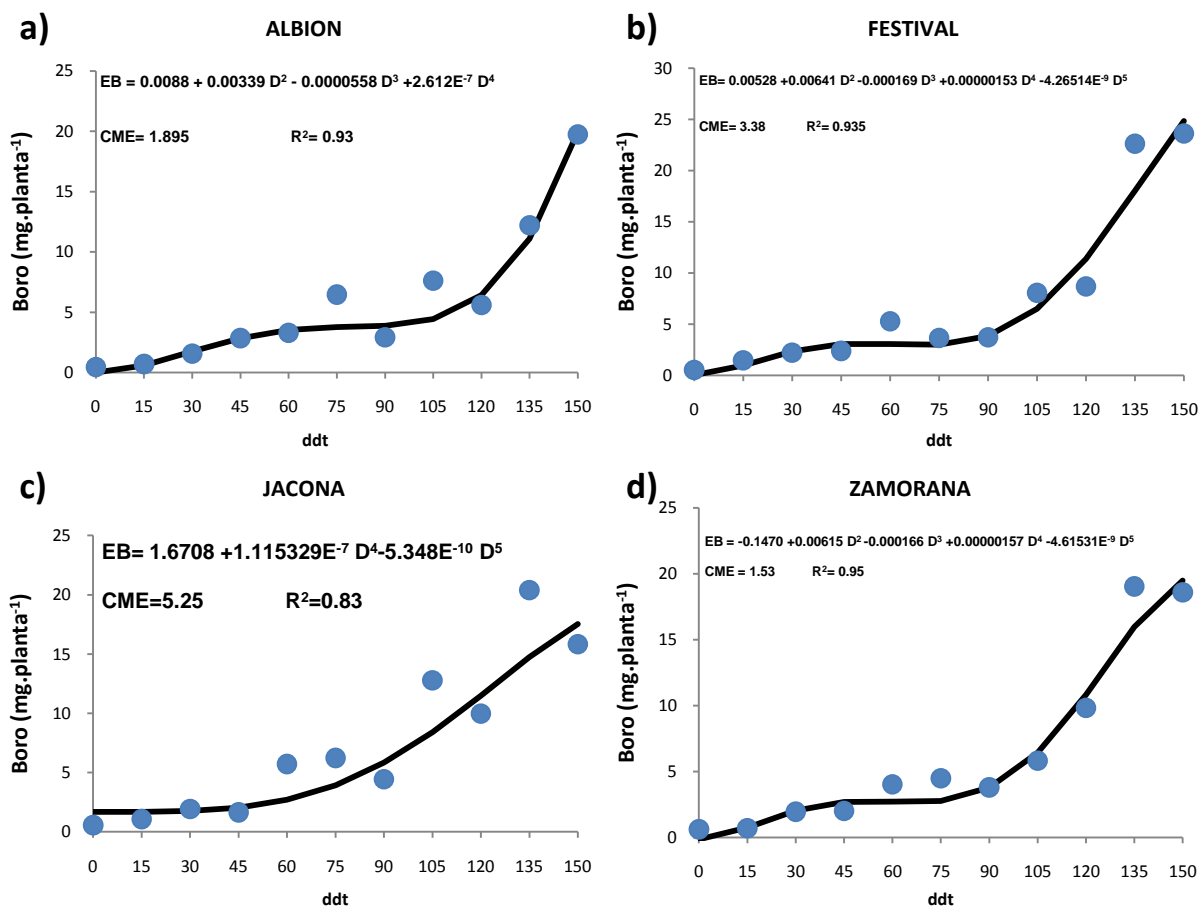 a)
ALBION
EB = 0.0088 + 0.00339 D² - 0.0000558 D³ +2.612E⁻⁷ D⁴
CME= 1.895 R²= 0.93
Boro (mg.planta⁻¹)
25
20
15
10
5
0
0 15 30 45 60 75 90 105 120 135 150
ddt
b)
FESTIVAL
EB= 0.00528 +0.00641 D² -0.000169 D³ +0.00000153 D⁴ -4.26514E⁻⁹ D⁵
CME= 3.38 R²= 0.935
Boro (mg.planta⁻¹)
30
25
20
15
10
5
0
0 15 30 45 60 75 90 105 120 135 150
ddt
c)
JACONA
EB= 1.6708 +1.115329E⁻⁷ D⁴-5.348E⁻¹⁰ D⁵
CME=5.25 R²=0.83
Boro (mg.planta⁻¹)
25
20
15
10
5
0
0 15 30 45 60 75 90 105 120 135 150
ddt
d)
ZAMORANA
EB = -0.1470 +0.00615 D² -0.000166 D³ +0.00000157 D⁴ -4.61531E⁻⁹ D⁵
CME = 1.53 R²= 0.95
Boro (mg.planta⁻¹)
25
20
15
10
5
0
0 15 30 45 60 75 90 105 120 135 150
ddt